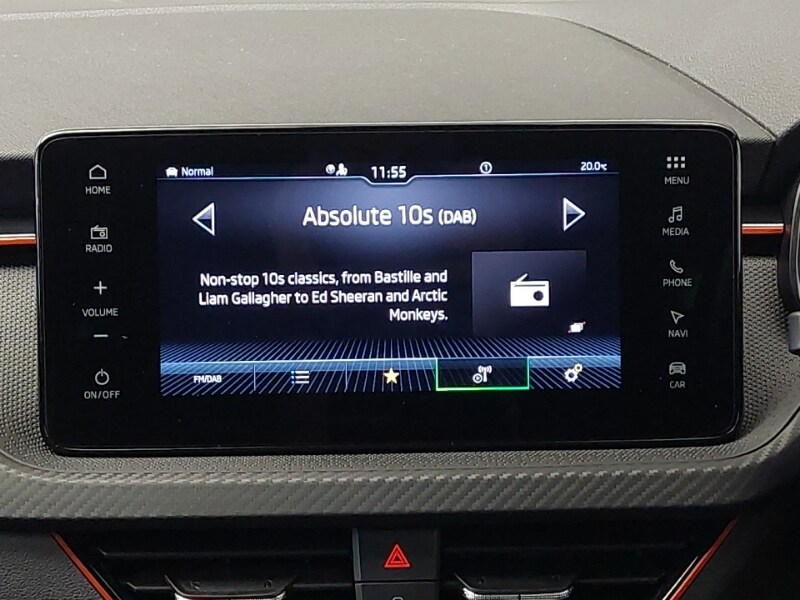 HOME
RADIO
VOLUME
ON/OFF
Normal
11:55
1
20.0°C
Absolute 10s (DAB)
Non-stop 10s classics, from Bastille and
Liam Gallagher to Ed Sheeran and Arctic
Monkeys.
FM/DAB
MENU
MEDIA
PHONE
NAVI
CAR